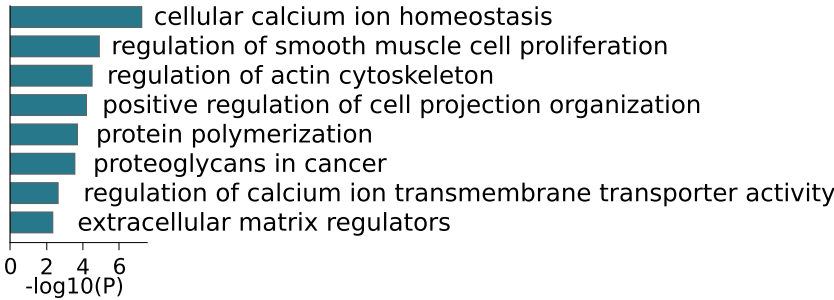 cellular calcium ion homeostasis
regulation of smooth muscle cell proliferation
regulation of actin cytoskeleton
positive regulation of cell projection organization
protein polymerization
proteoglycans in cancer
regulation of calcium ion transmembrane transporter activity
extracellular matrix regulators
0 2 4 6
-log10(P)